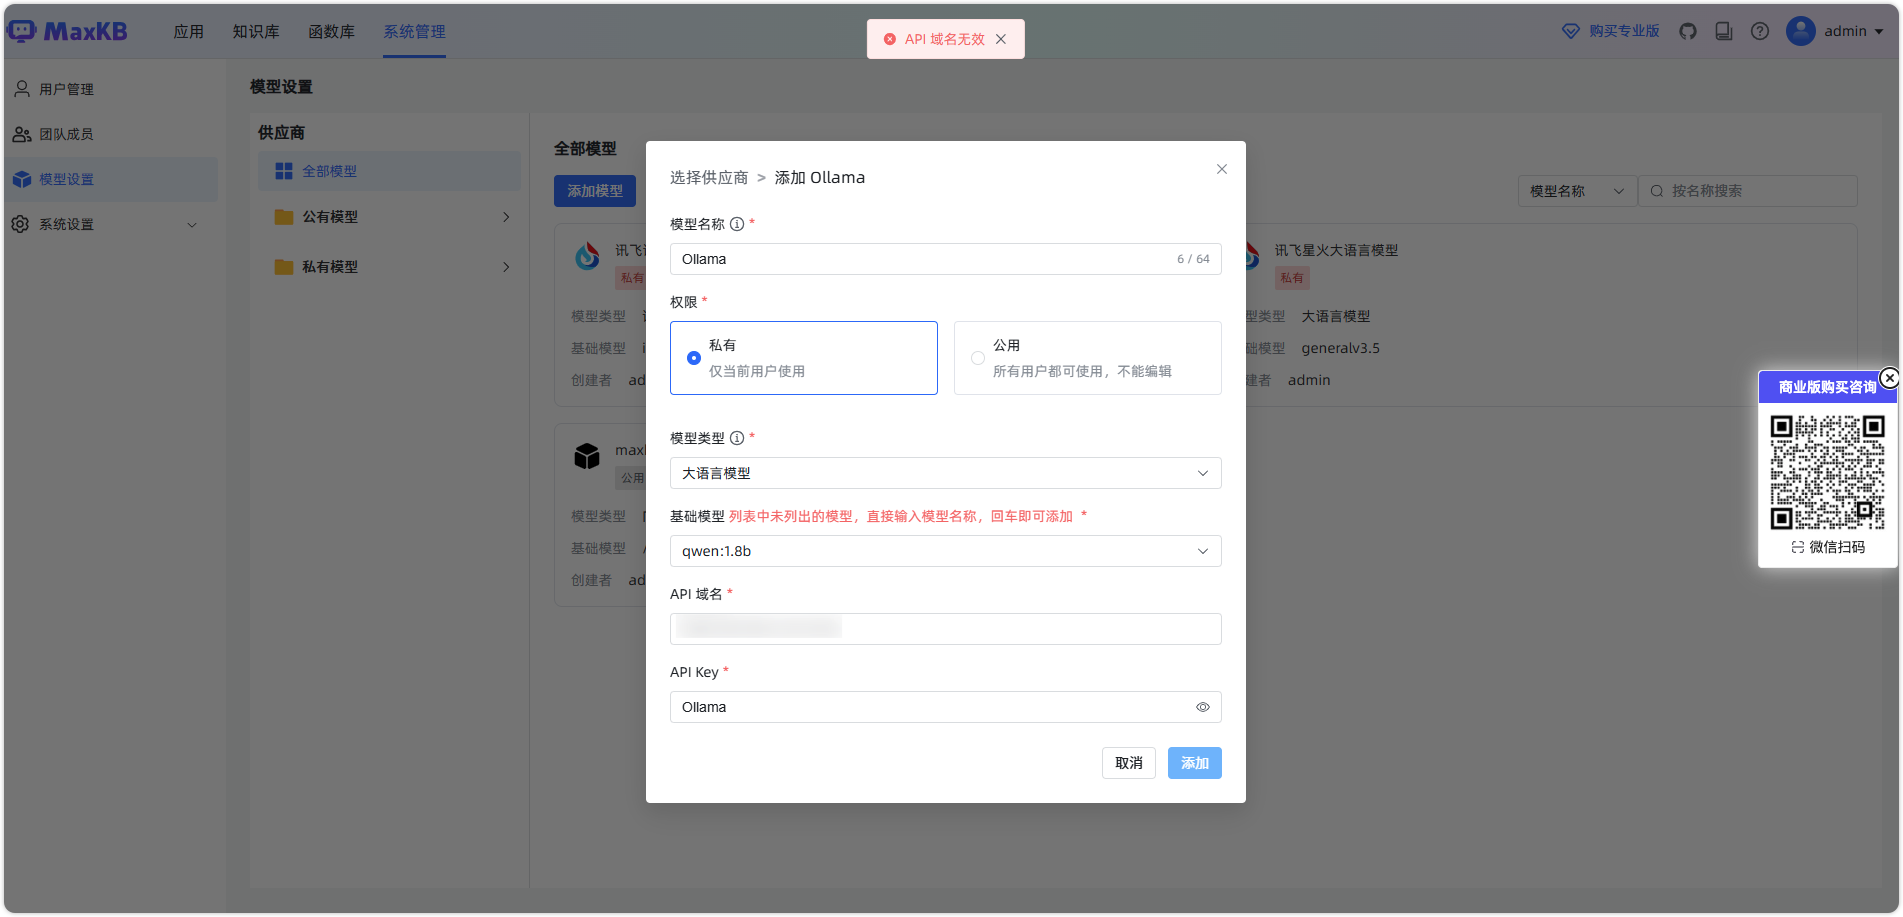 MaxKB
应用
知识库
函数库
系统管理
API 域名无效
购买专业版
admin
用户管理
团队成员
模型设置
系统设置
模型设置
供应商
全部模型
公有模型
私有模型
全部模型
添加模型
模型名称
按名称搜索
讯飞
私有
模型类型
基础模型
创建者 ad
讯飞星火大语言模型
私有
型类型 大语言模型
础模型 generalv3.5
建者 admin
max
公用
模型类型
基础模型
创建者 ad
选择供应商 > 添加 Ollama
模型名称 *
Ollama
6 / 64
权限 *
私有
仅当前用户使用
公用
所有用户都可使用，不能编辑
模型类型 *
大语言模型
基础模型 列表中未列出的模型，直接输入模型名称，回车即可添加 *
qwen:1.8b
API 域名 *
API Key *
Ollama
取消
添加
商业版购买咨询
微信扫码